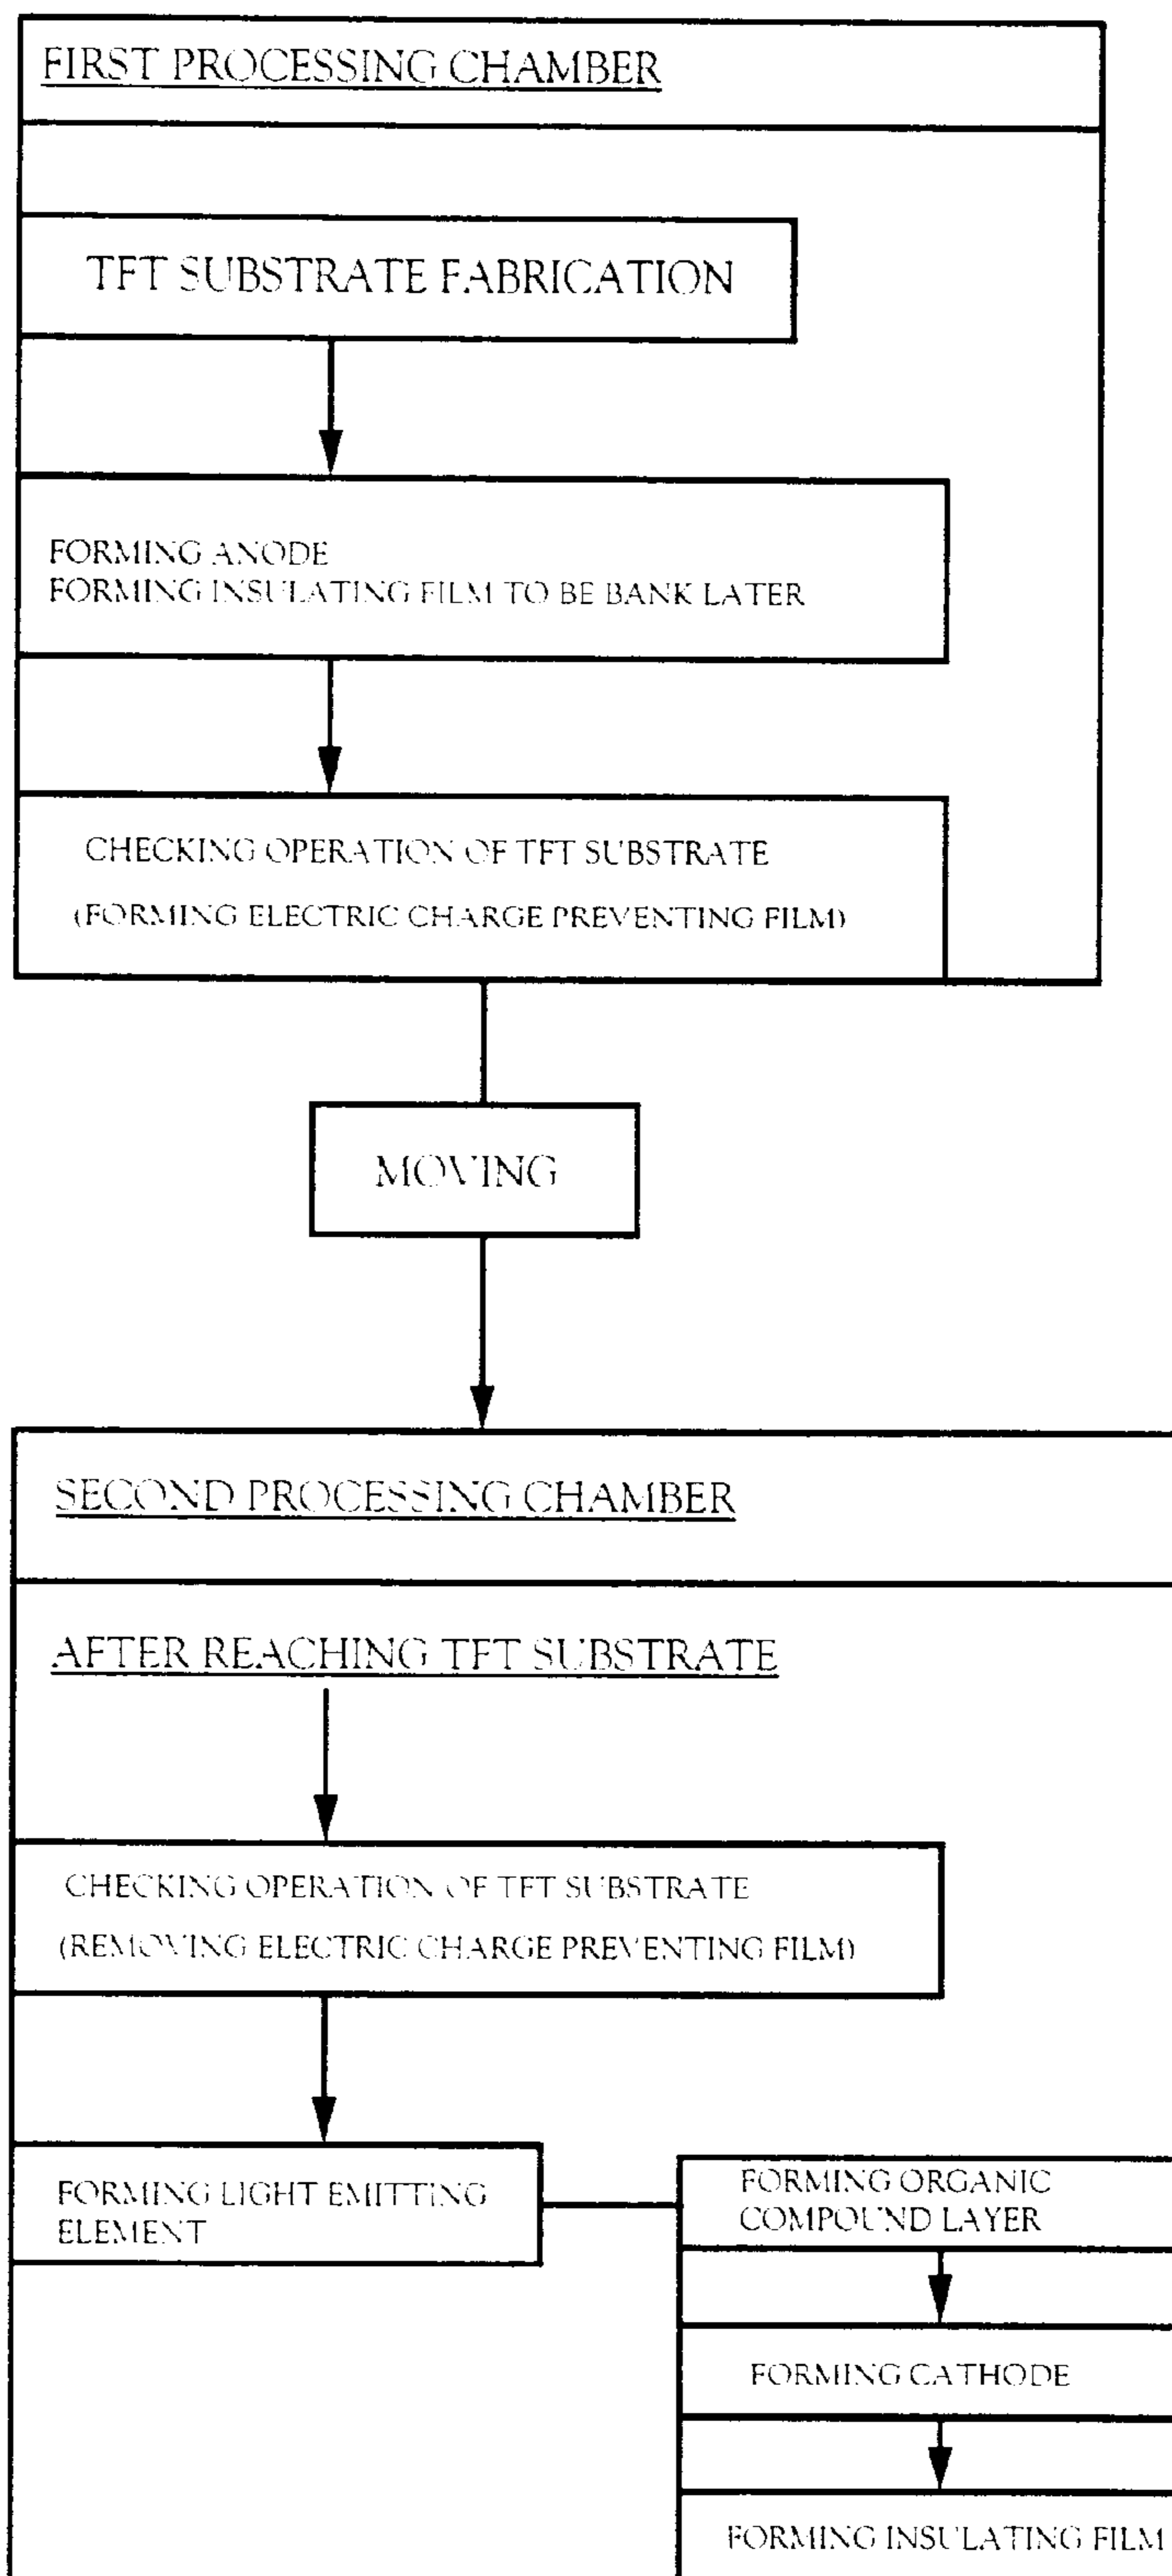 FIRST PROCESSING CHAMBER
TFT SUBSTRATE FABRICATION
FORMING ANODE
FORMING INSULATING FILM TO BE BANK LATER
CHECKING OPERATION OF TFT SUBSTRATE
(FORMING ELECTRIC CHARGE PREVENTING FILM)
MOVING
SECOND PROCESSING CHAMBER
AFTER REACHING TFT SUBSTRATE
CHECKING OPERATION OF TFT SUBSTRATE
(REMOVING ELECTRIC CHARGE PREVENTING FILM)
FORMING LIGHT EMITTING
ELEMENT
FORMING ORGANIC
COMPOUND LAYER
FORMING CATHODE
FORMING INSULATING FILM